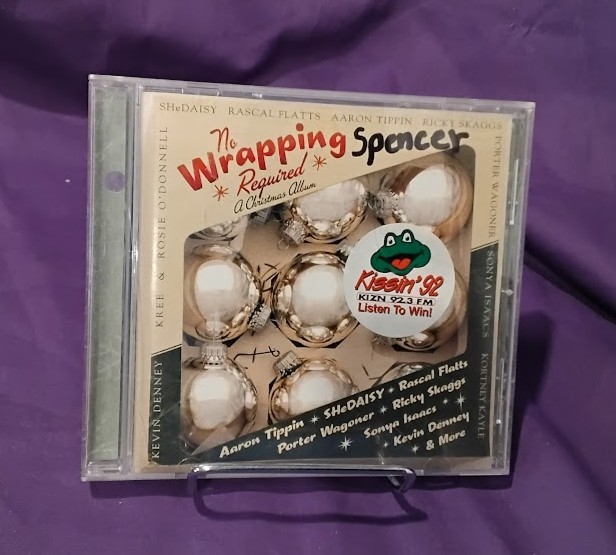 SHeDAISY RASCAL FLATTS AARON TIPPIN RICKY SKAGGS
PORTER WAGONER
SONYA ISAACS
KORTNEY KAYLE
KREE & ROSIE O'DONNELL
KEVIN DENNEY
No
Wrapping Spencer
* Required *
A Christmas Album
Kissin' 92
KIZN 92.3 FM
Listen To Win!
Aaron Tippin * SHeDAISY * Rascal Flatts
Porter Wagoner * Ricky Skaggs
* Sonya Isaacs *
* Kevin Denney
& More